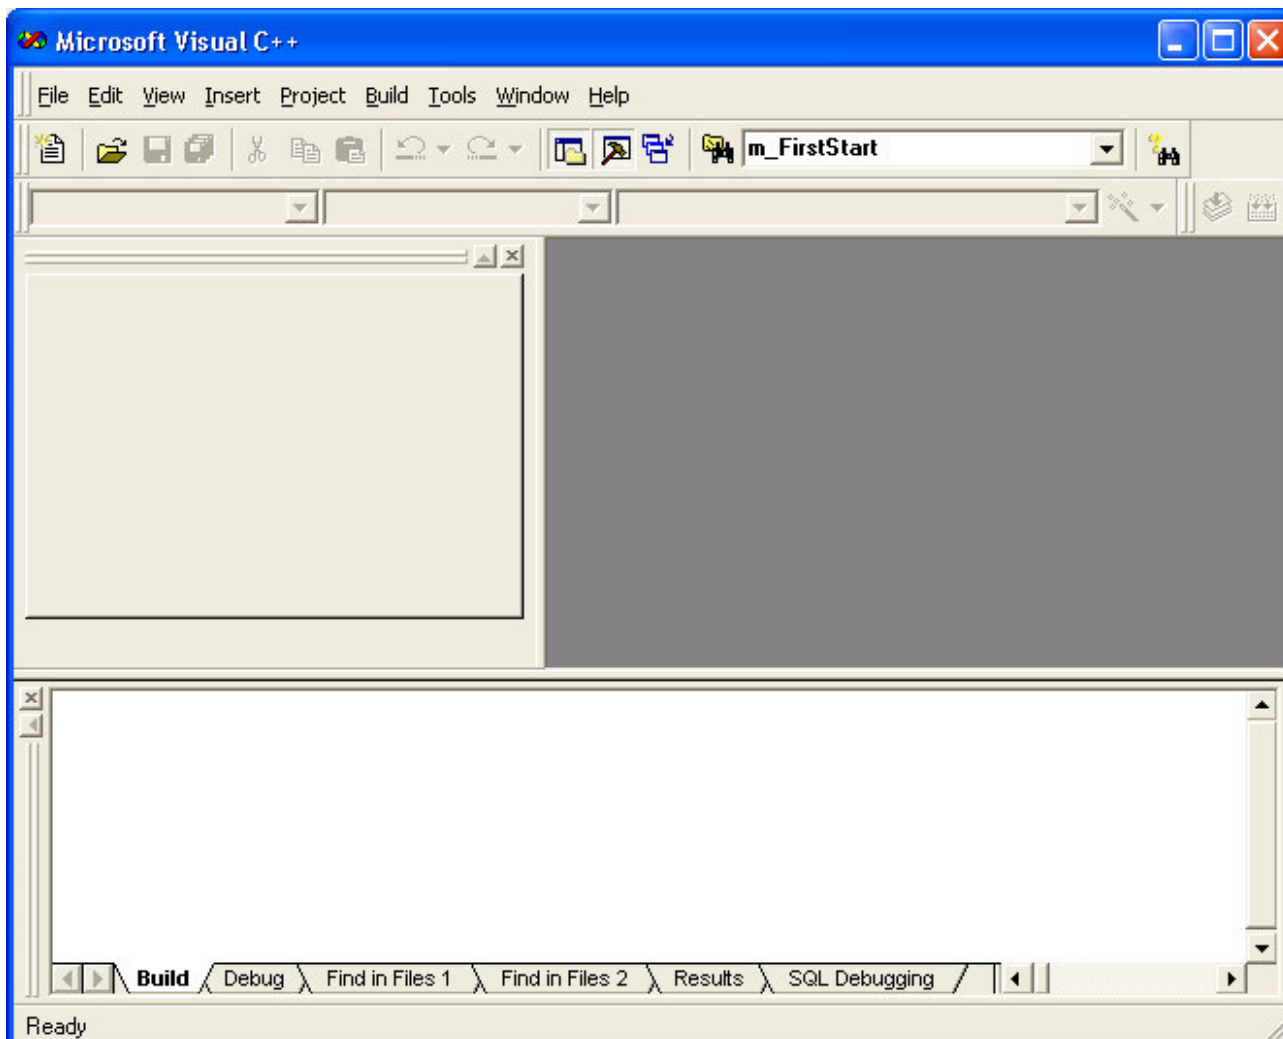 Microsoft Visual C++
File Edit View Insert Project Build Tools Window Help
m_FirstStart
Build Debug Find in Files 1 Find in Files 2 Results SQL Debugging
Ready